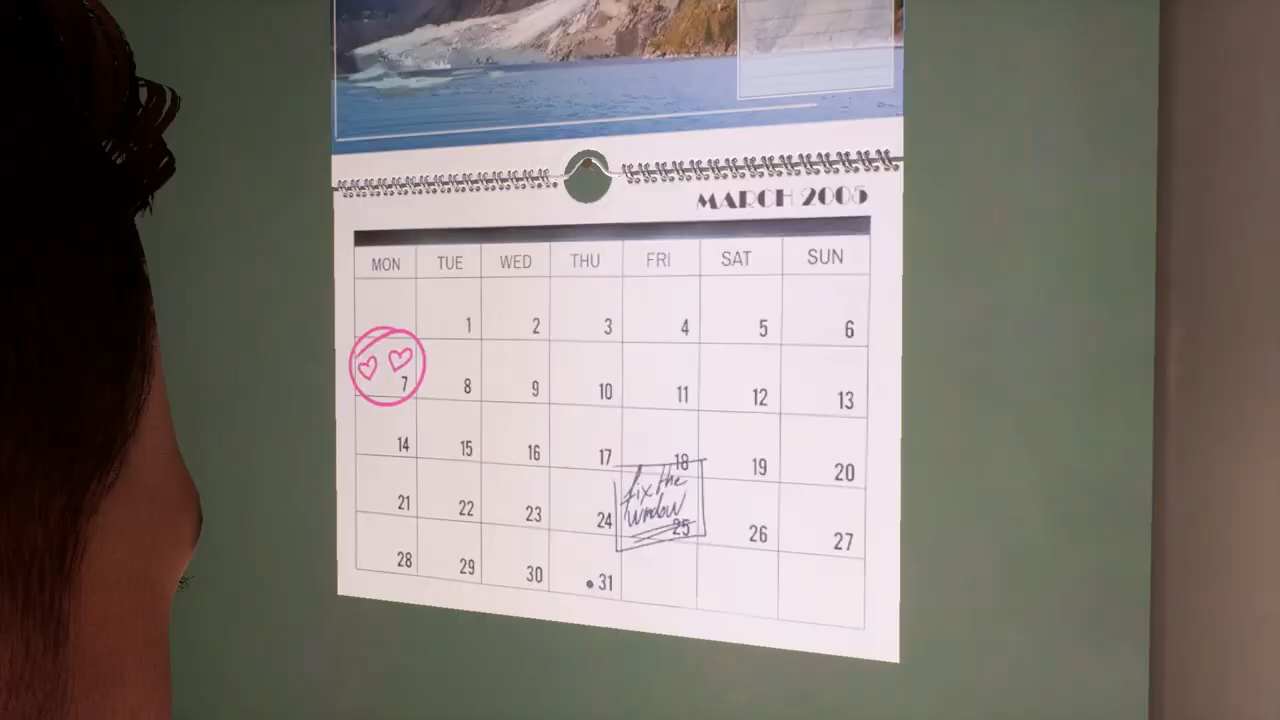 MARCH 2005
MON TUE WED THU FRI SAT SUN
1 2 3 4 5 6
7 8 9 10 11 12 13
14 15 16 17 18 19 20
21 22 23 24 25 26 27
fix the
window
28 29 30 31